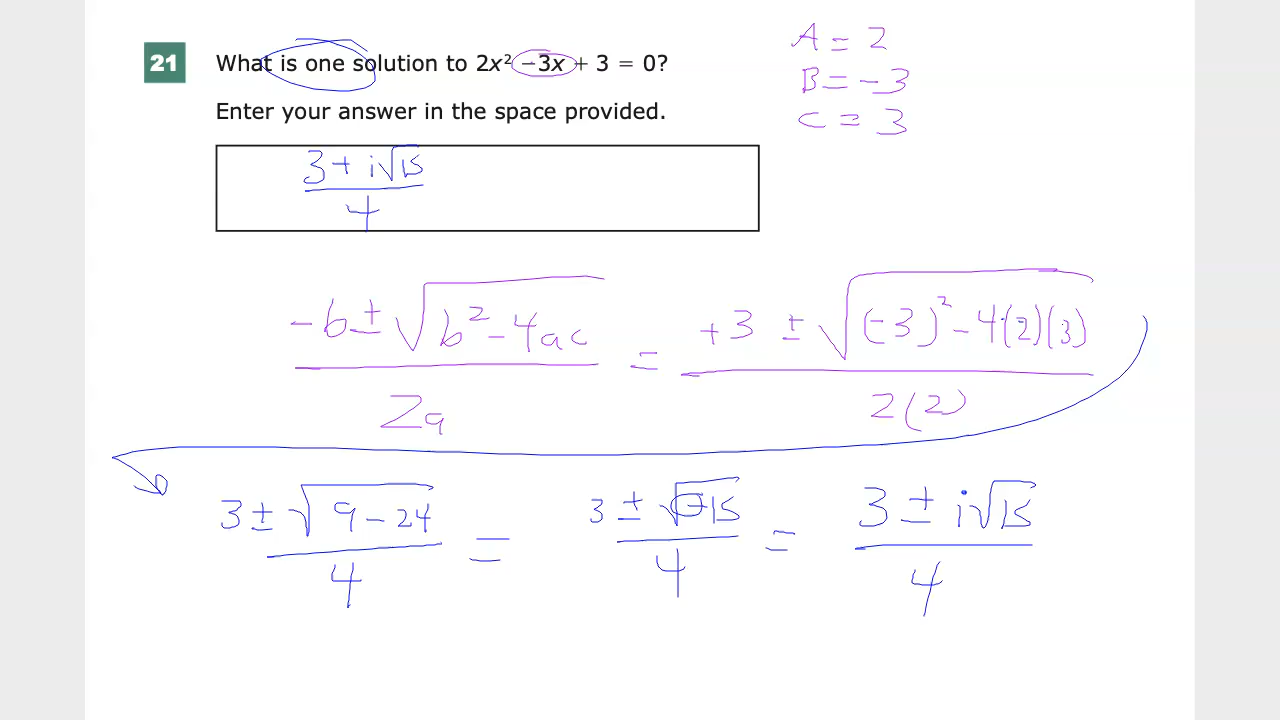 21 What is one solution to 2x² −3x + 3 = 0?
A = 2
B = −3
Enter your answer in the space provided.
C = 3
(3 + i√15)/4
(−b ± √(b² − 4ac))/2a = (+3 ± √((−3)² − 4(2)(3)))/2(2)
(3 ± √(9 − 24))/4 = (3 ± √−15)/4 = (3 ± i√15)/4